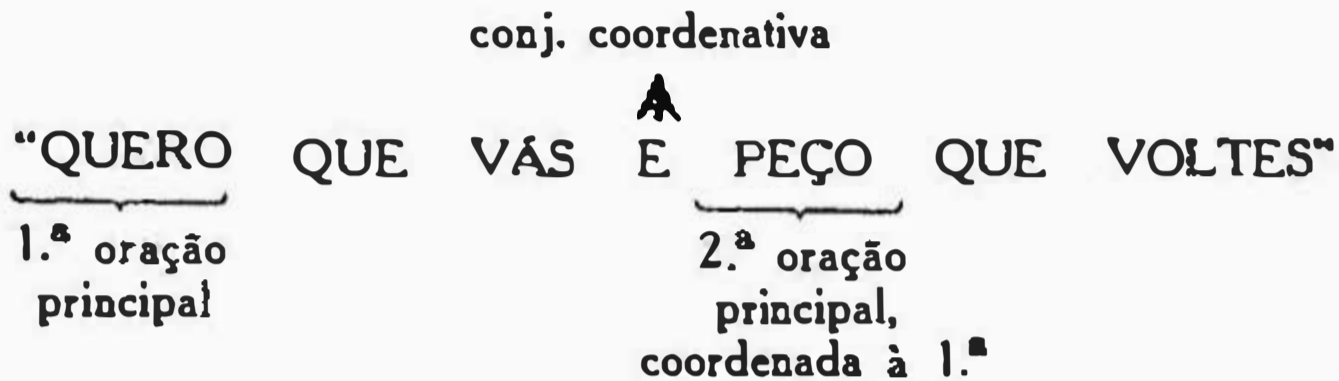 conj. coordenativa
“QUERO QUE VÁS E PEÇO QUE VOLTES”
1.ª oração
principal
2.ª oração
principal,
coordenada à 1.ª